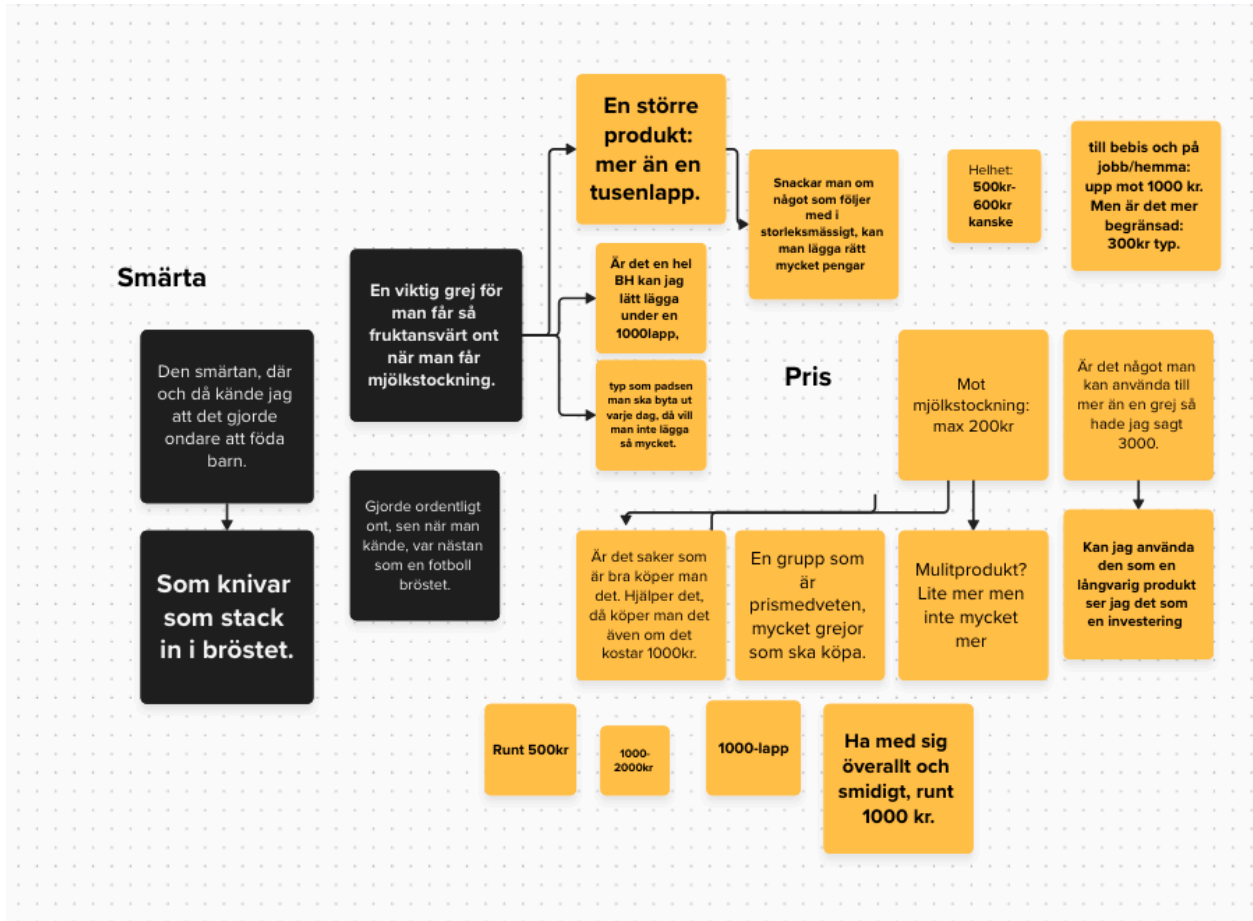 Smärta
Den smärtan, där
och då kände jag
att det gjorde
ondare att föda
barn.
Som knivar
som stack
in i bröstet.
En viktig grej för
man får så
fruktansvärt ont
när man får
mjölkstockning.
Gjorde ordentligt
ont, sen när man
kände, var nästan
som en fotboll
bröstet.
En större
produkt:
mer än en
tusenlapp.
Snackar man om
något som följer
med i
storleksmässigt, kan
man lägga rätt
mycket pengar
Är det en hel
BH kan jag
lätt lägga
under en
1000lapp,
typ som padsen
man ska byta ut
varje dag, då vill
man inte lägga
så mycket.
Helhet:
500kr-
600kr
kanske
till bebis och på
jobb/hemma:
upp mot 1000 kr.
Men är det mer
begränsad:
300kr typ.
Pris
Mot
mjölkstockning:
max 200kr
Är det något man
kan använda till
mer än en grej så
hade jag sagt
3000.
Är det saker som
är bra köper man
det. Hjälper det,
då köper man det
även om det
kostar 1000kr.
En grupp som
är
prismedveten,
mycket grejor
som ska köpa.
Mulitprodukt?
Lite mer men
inte mycket
mer
Kan jag använda
den som en
långvarig produkt
ser jag det som
en investering
Runt 500kr
1000-
2000kr
1000-lapp
Ha med sig
överallt och
smidigt, runt
1000 kr.